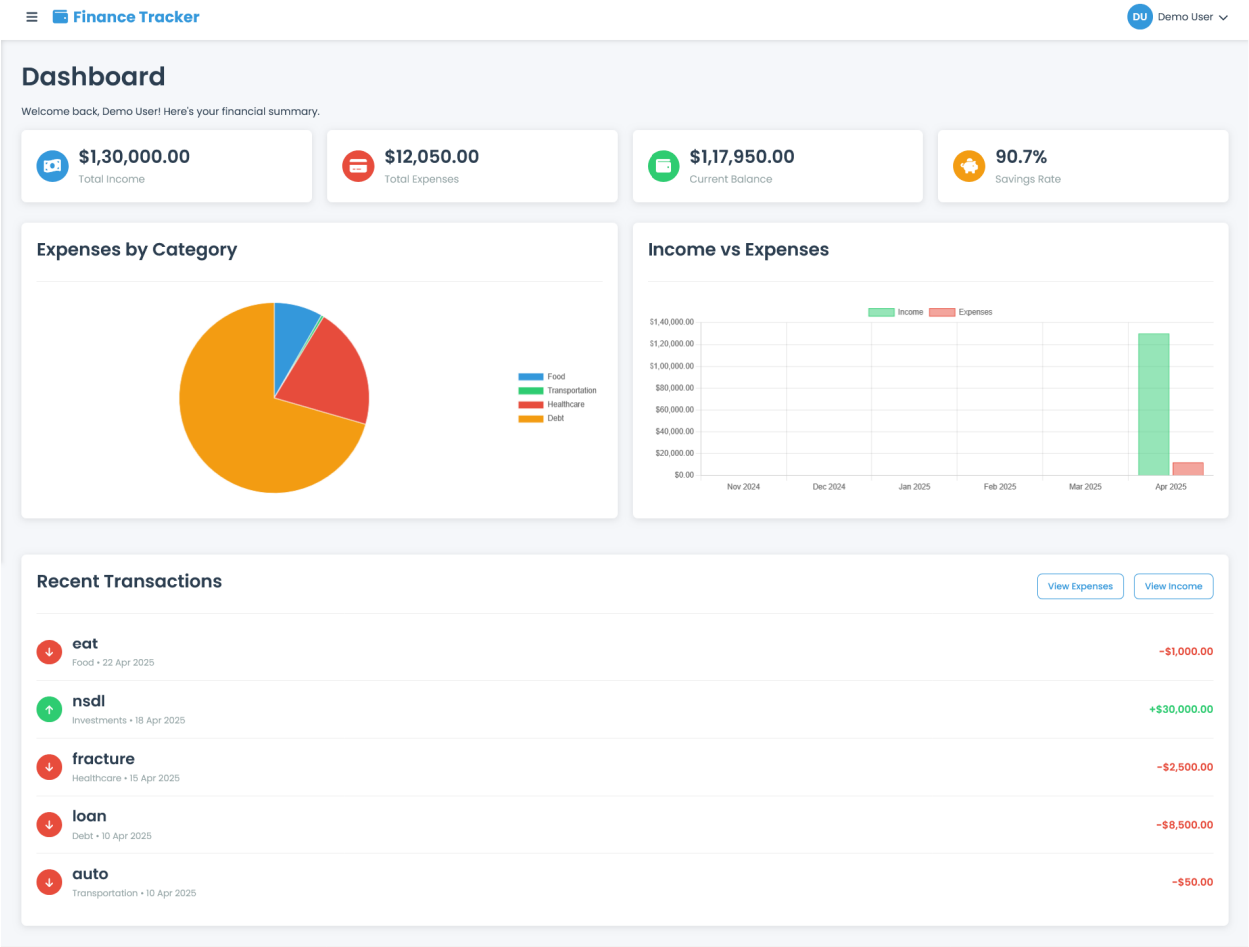 Finance Tracker
DU Demo User
Dashboard
Welcome back, Demo User! Here's your financial summary.
$1,30,000.00
Total Income
$12,050.00
Total Expenses
$1,17,950.00
Current Balance
90.7%
Savings Rate
Expenses by Category
Food
Transportation
Healthcare
Debt
Income vs Expenses
Income Expenses
$1,40,000.00
$1,20,000.00
$1,00,000.00
$80,000.00
$60,000.00
$40,000.00
$20,000.00
$0.00
Nov 2024 Dec 2024 Jan 2025 Feb 2025 Mar 2025 Apr 2025
Recent Transactions
View Expenses View Income
eat
Food • 22 Apr 2025
-$1,000.00
nsdl
Investments • 18 Apr 2025
+$30,000.00
fracture
Healthcare • 15 Apr 2025
-$2,500.00
loan
Debt • 10 Apr 2025
-$8,500.00
auto
Transportation • 10 Apr 2025
-$50.00